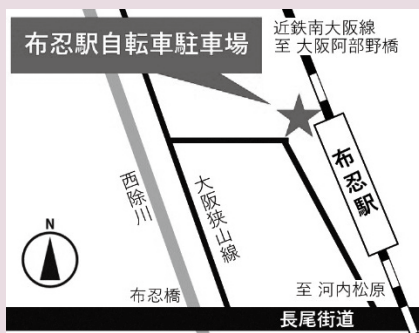 布忍駅自転車駐車場
近鉄南大阪線
至 大阪阿部野橋
布忍駅
西除川
大阪狭山線
N
布忍橋
至 河内松原
長尾街道